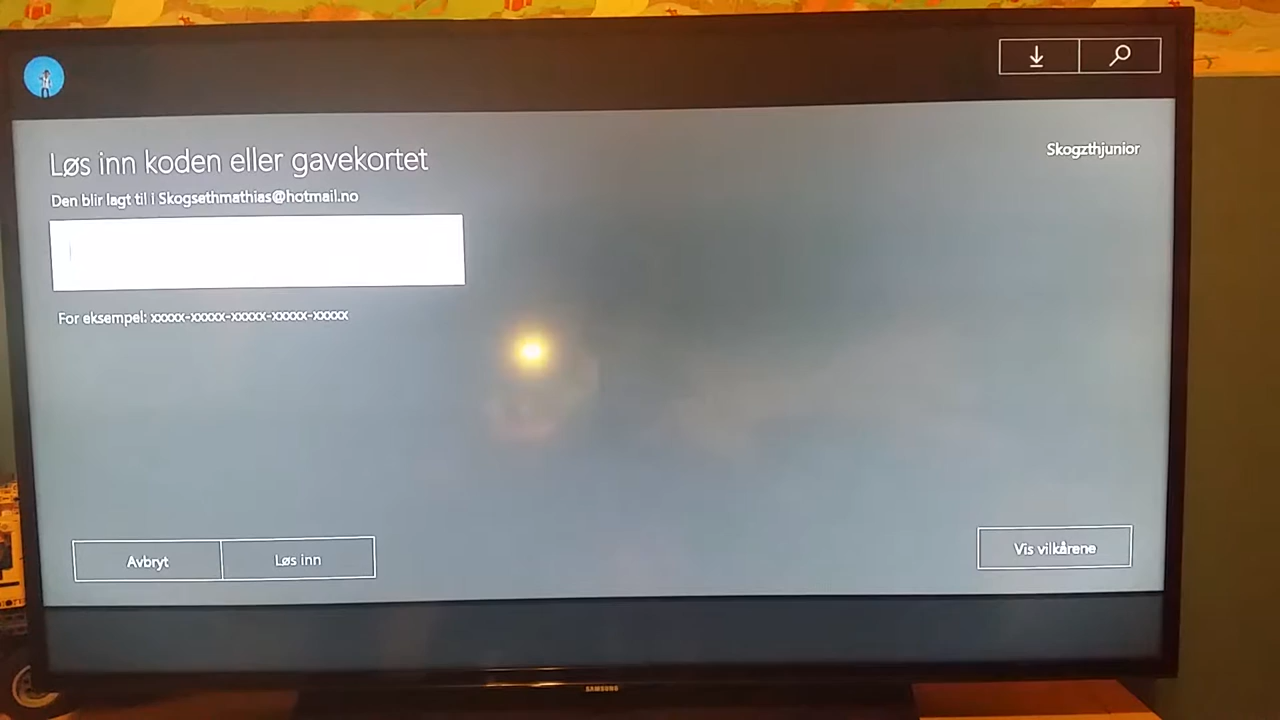 Løs inn koden eller gavekortet
Skogzthjunior
Den blir lagt til i Skogsethmathias@hotmail.no
For eksempel: xxxxx-xxxxx-xxxxx-xxxxx-xxxxx
Avbryt
Løs inn
Vis vilkårene
SAMSUNG